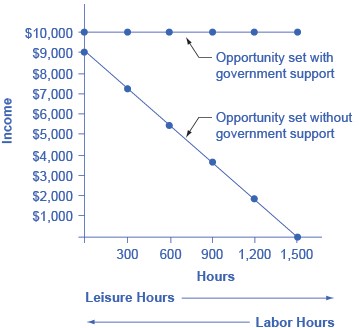 $10,000
$9,000
$8,000
$7,000
$6,000
$5,000
$4,000
$3,000
$2,000
$1,000
Income
Opportunity set with
government support
Opportunity set without
government support
300 600 900 1,200 1,500
Hours
Leisure Hours
Labor Hours